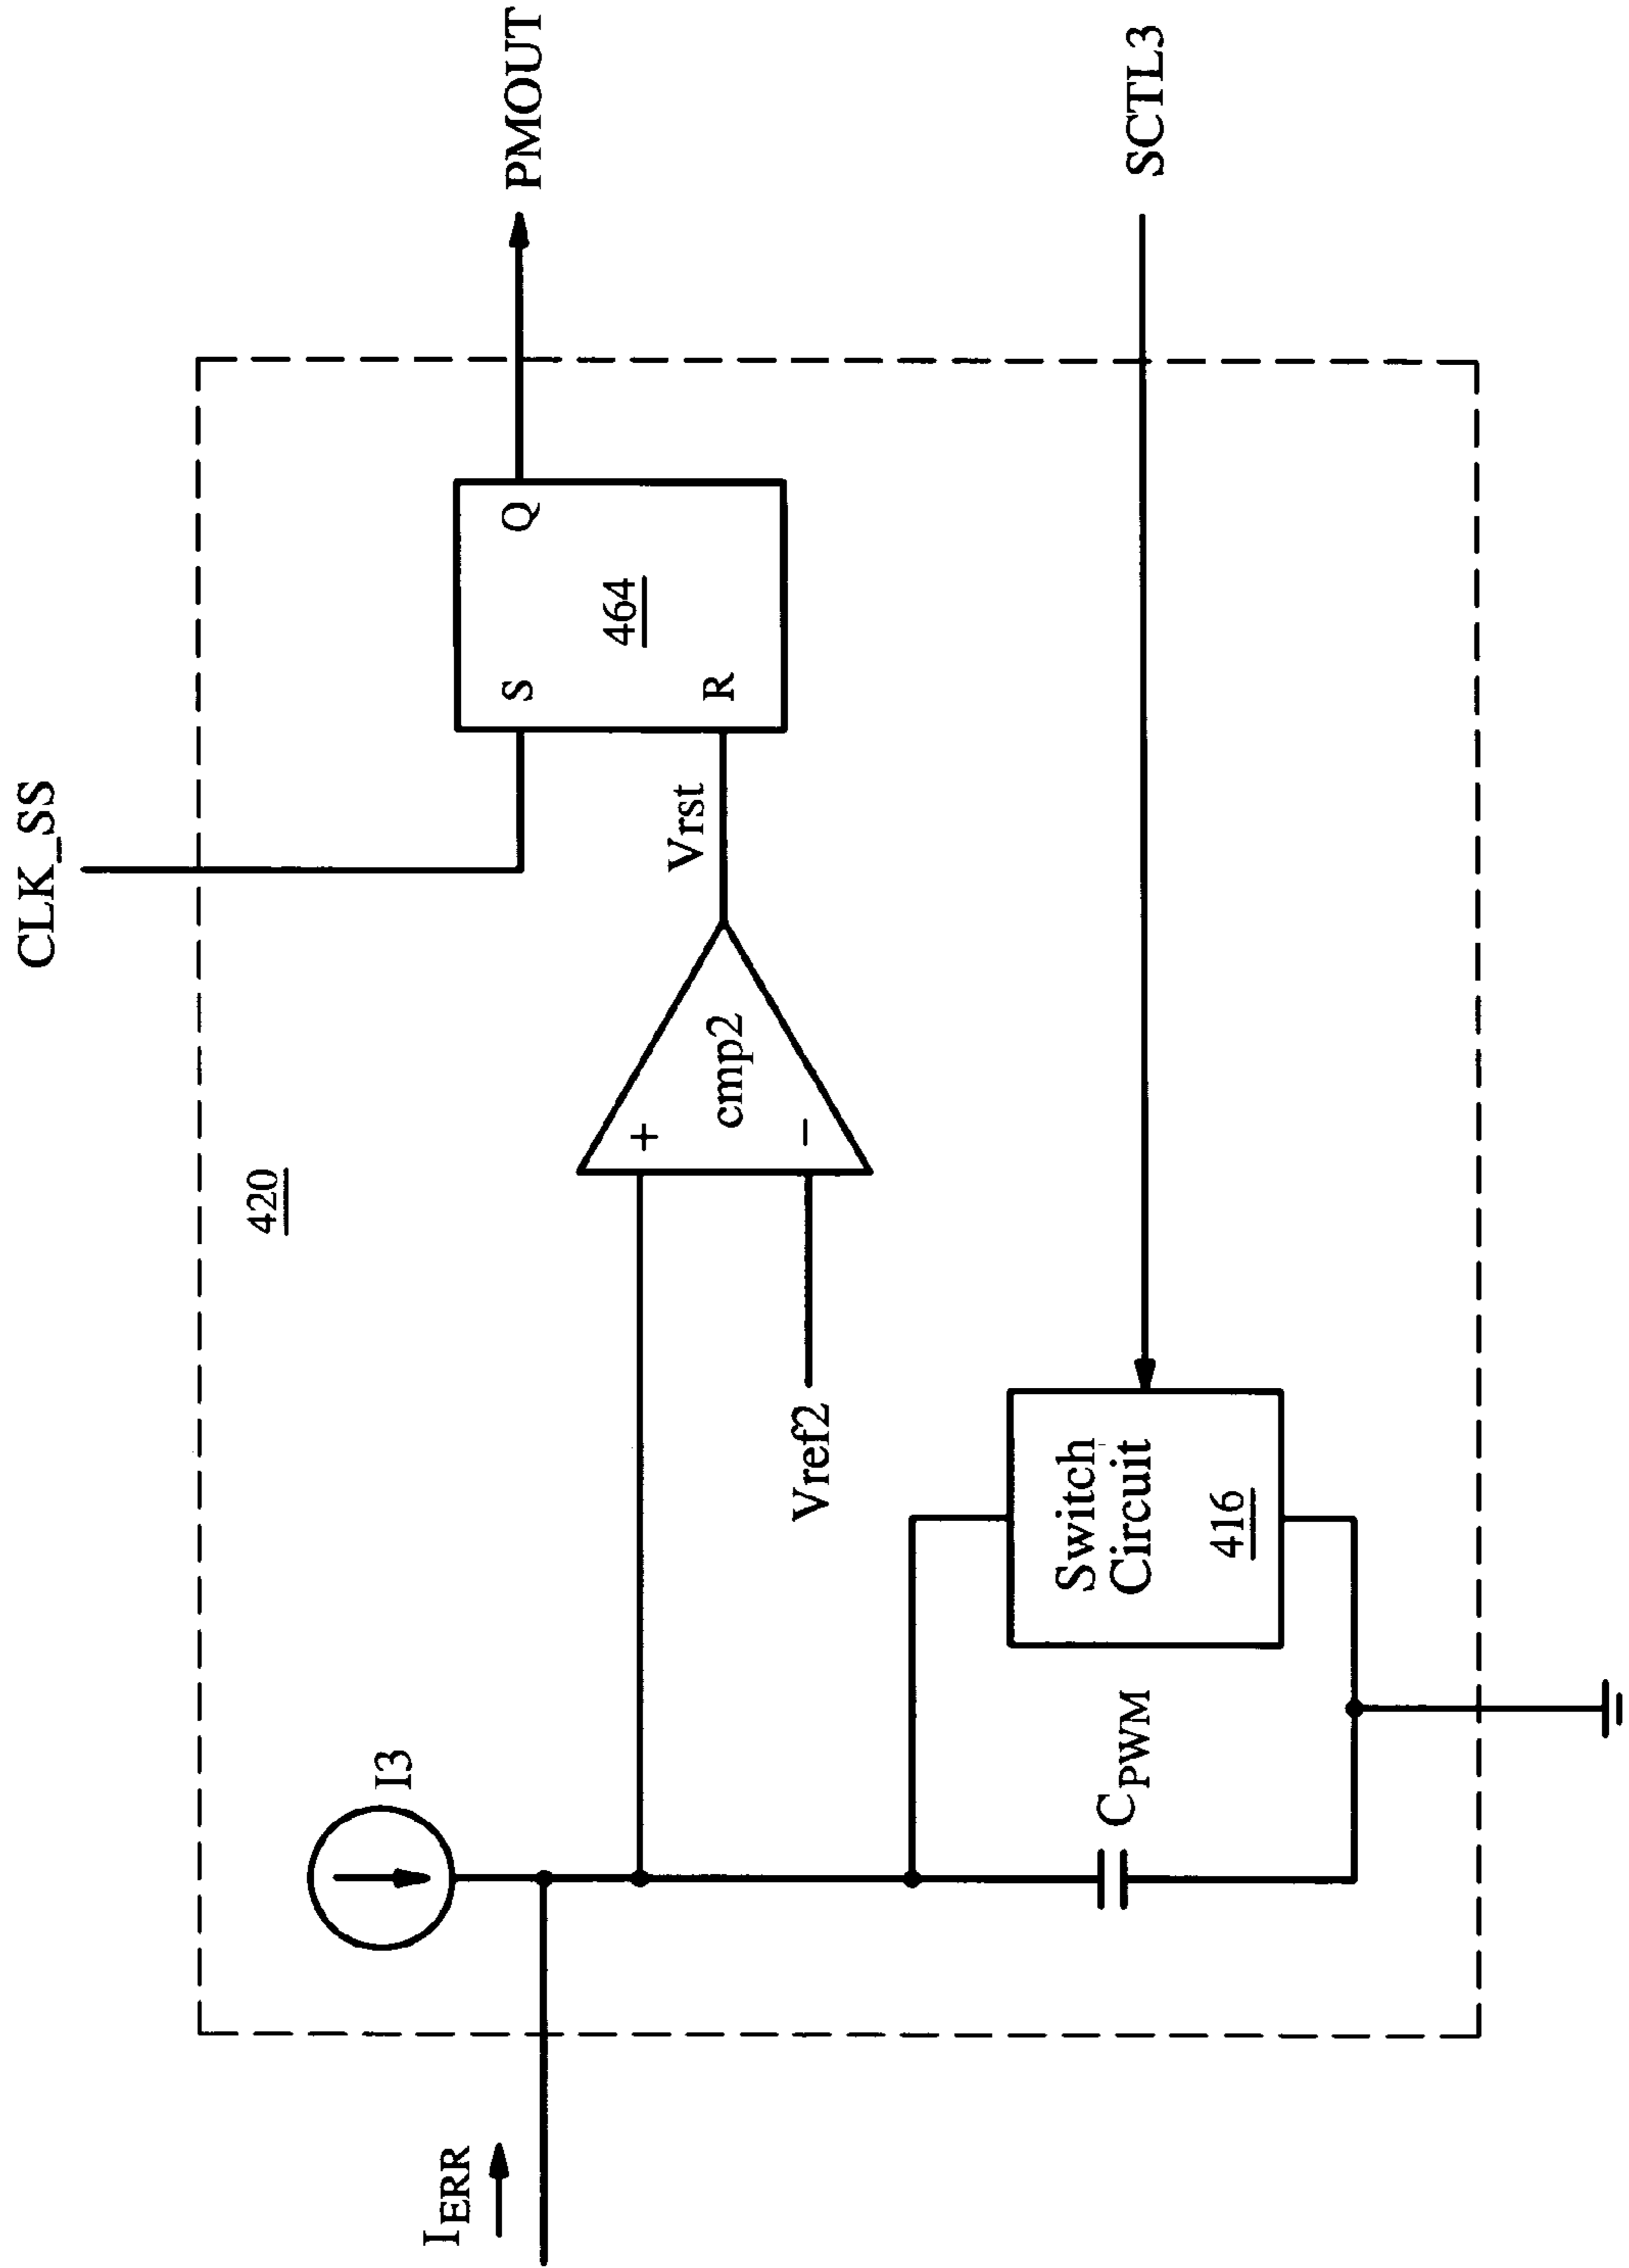 CLK_SS
420
I3
IERR
+
cmp2
−
Vref2
Vrst
S
Q
464
R
PMOUT
CPWM
Switch
Circuit
416
SCTL3